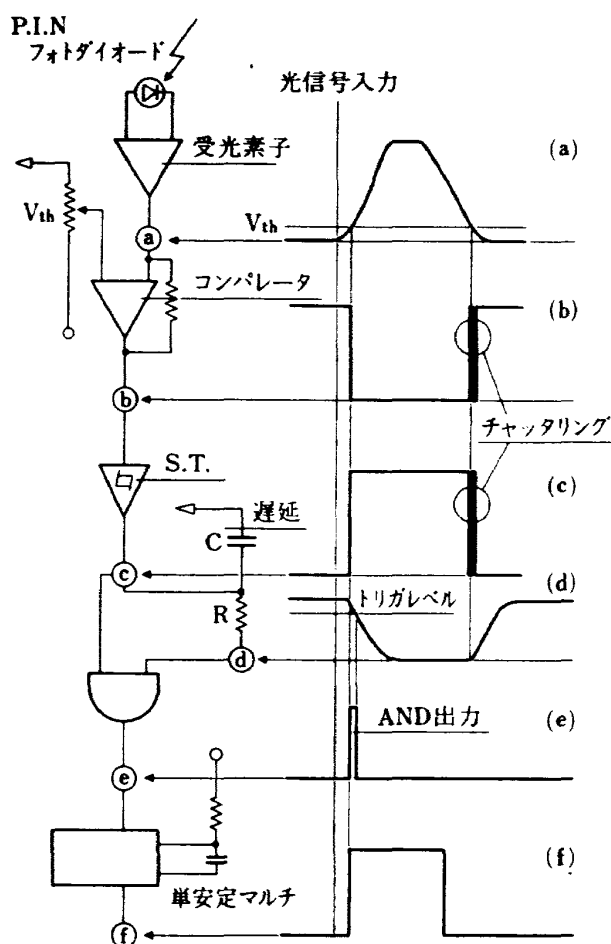 P.I.N
フォトダイオード
光信号入力
受光素子
(a)
Vth
Vth
a
コンパレータ
(b)
b
チャッタリング
S.T.
(c)
遅延
C
c
(d)
トリガレベル
R
d
AND出力
(e)
e
(f)
単安定マルチ
f